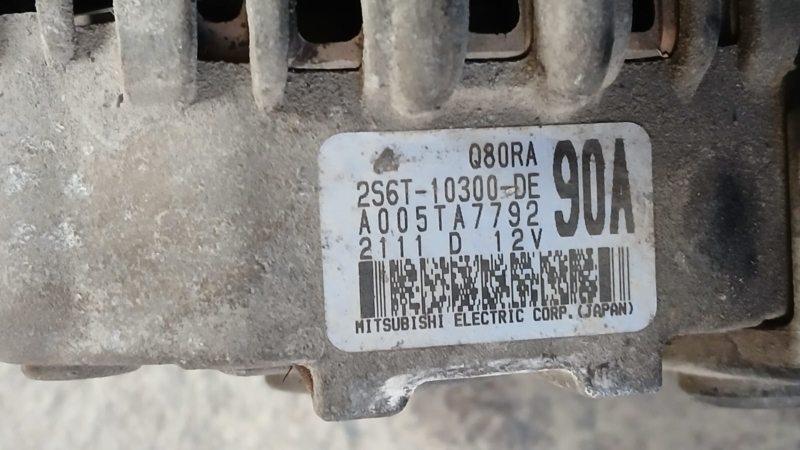 Q80RA
90A
2S6T-10300-DE
A005TA7792
2111 D 12V
MITSUBISHI ELECTRIC CORP.(JAPAN)